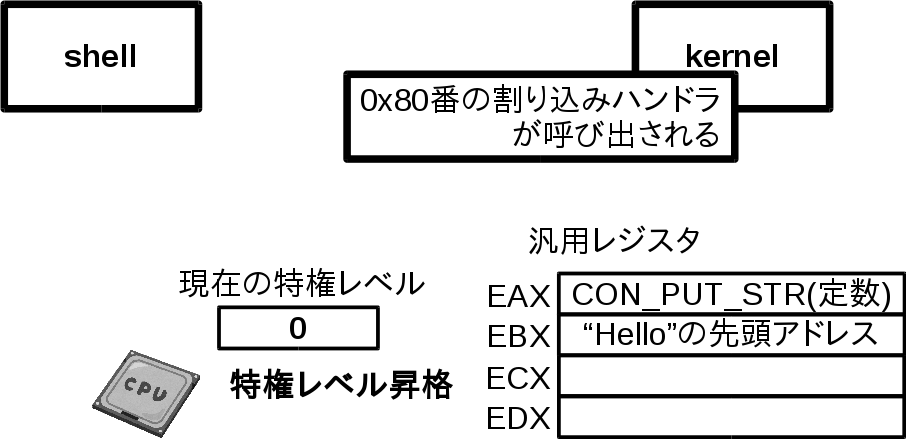 shell
kernel
0x80番の割り込みハンドラ
が呼び出される
汎用レジスタ
現在の特権レベル
0
特権レベル昇格
CPU
EAX CON_PUT_STR(定数)
EBX “Hello”の先頭アドレス
ECX
EDX